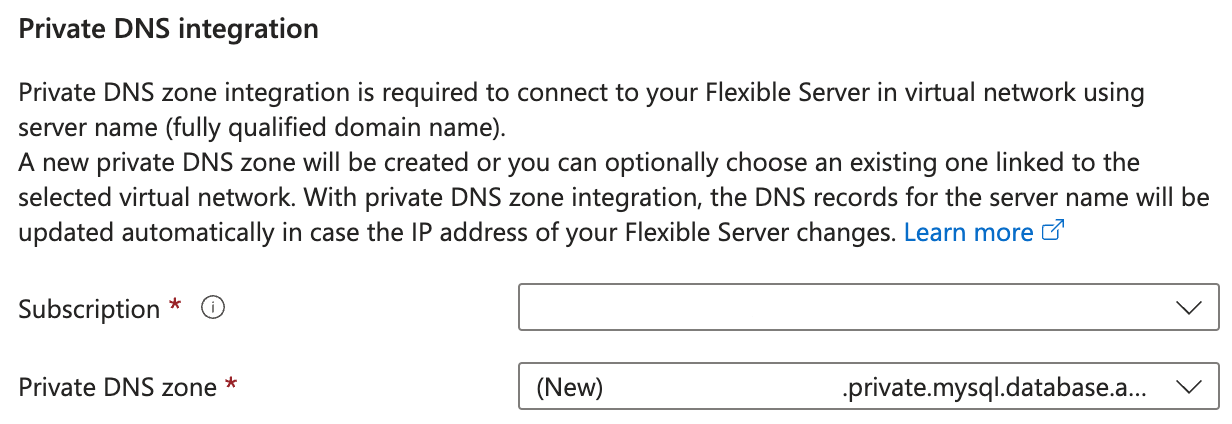 Private DNS integration
Private DNS zone integration is required to connect to your Flexible Server in virtual network using
server name (fully qualified domain name).
A new private DNS zone will be created or you can optionally choose an existing one linked to the
selected virtual network. With private DNS zone integration, the DNS records for the server name will be
updated automatically in case the IP address of your Flexible Server changes. Learn more
Subscription *
Private DNS zone * (New) .private.mysql.database.a...